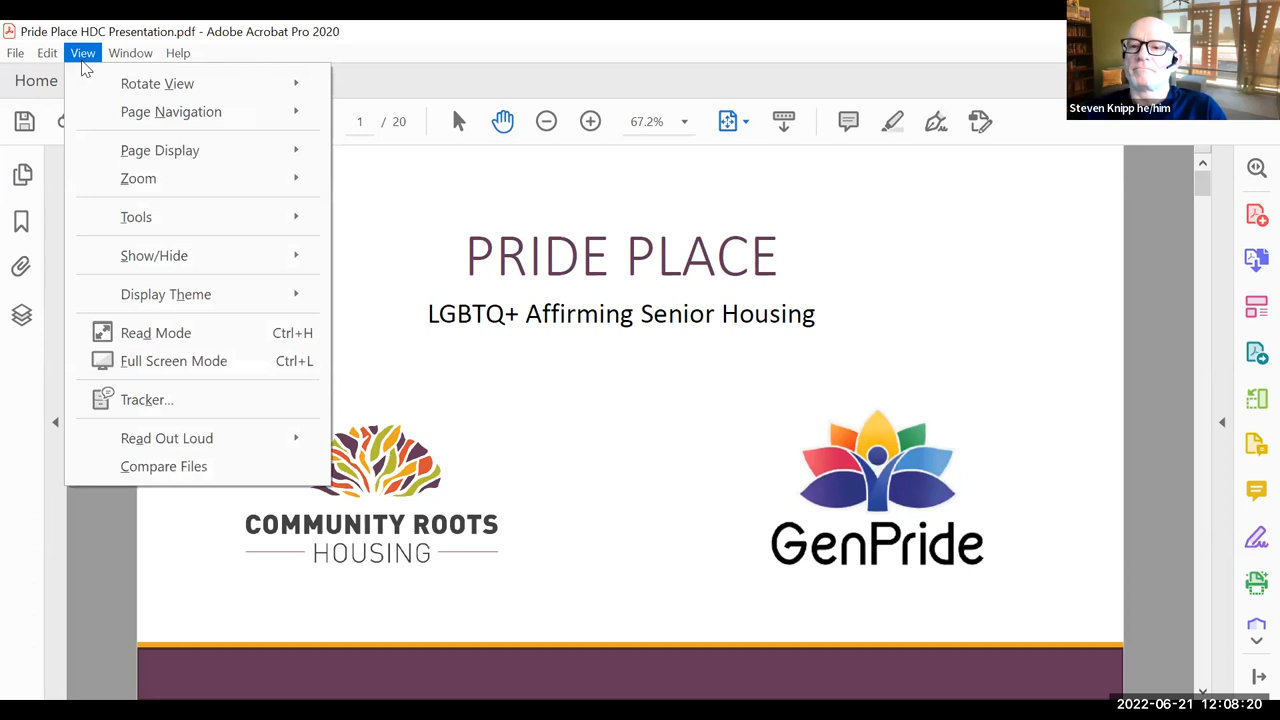 Pride Place HDC Presentation.pdf - Adobe Acrobat Pro 2020
File Edit View Window Help
Home
Rotate View
Page Navigation
Page Display
Zoom
Tools
Show/Hide
Display Theme
Read Mode Ctrl+H
Full Screen Mode Ctrl+L
Tracker...
Read Out Loud
Compare Files
1 / 20
67.2%
Steven Knipp he/him
PRIDE PLACE
LGBTQ+ Affirming Senior Housing
COMMUNITY ROOTS
HOUSING
GenPride
2022-06-21 12:08:20